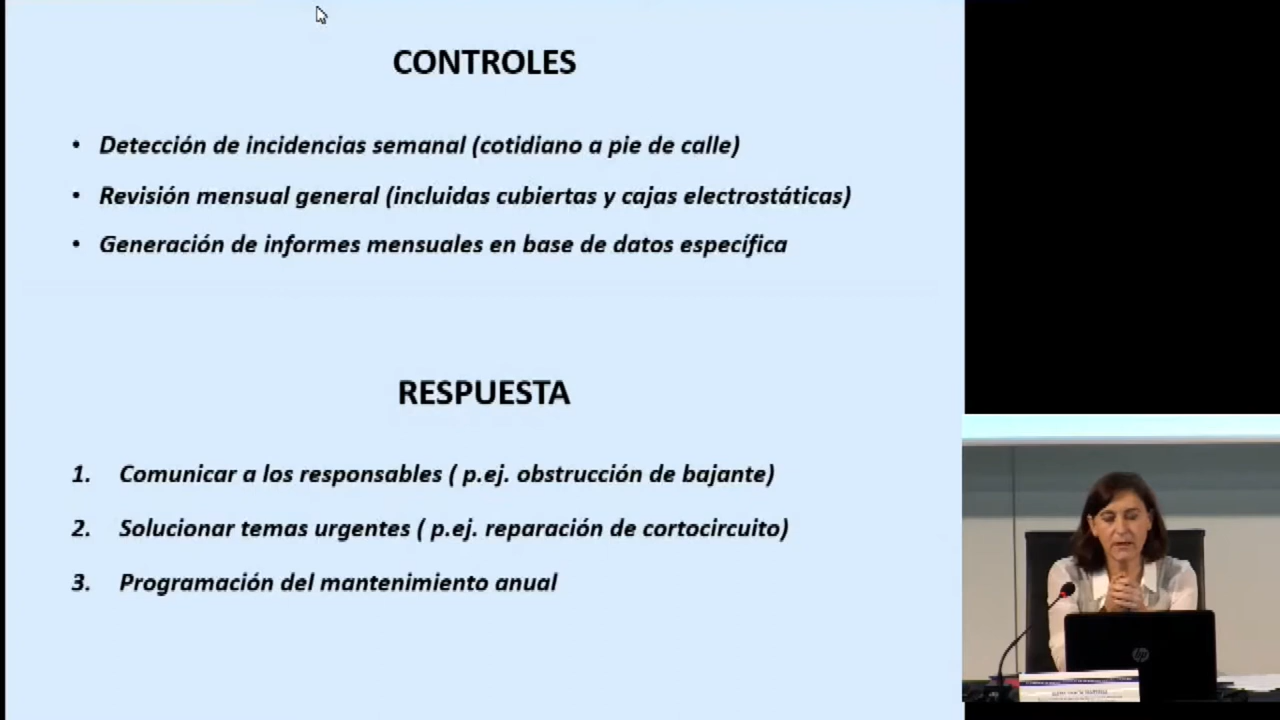 CONTROLES
• Detección de incidencias semanal (cotidiano a pie de calle)
• Revisión mensual general (incluidas cubiertas y cajas electrostáticas)
• Generación de informes mensuales en base de datos específica
RESPUESTA
1. Comunicar a los responsables ( p.ej. obstrucción de bajante)
2. Solucionar temas urgentes ( p.ej. reparación de cortocircuito)
3. Programación del mantenimiento anual
hp